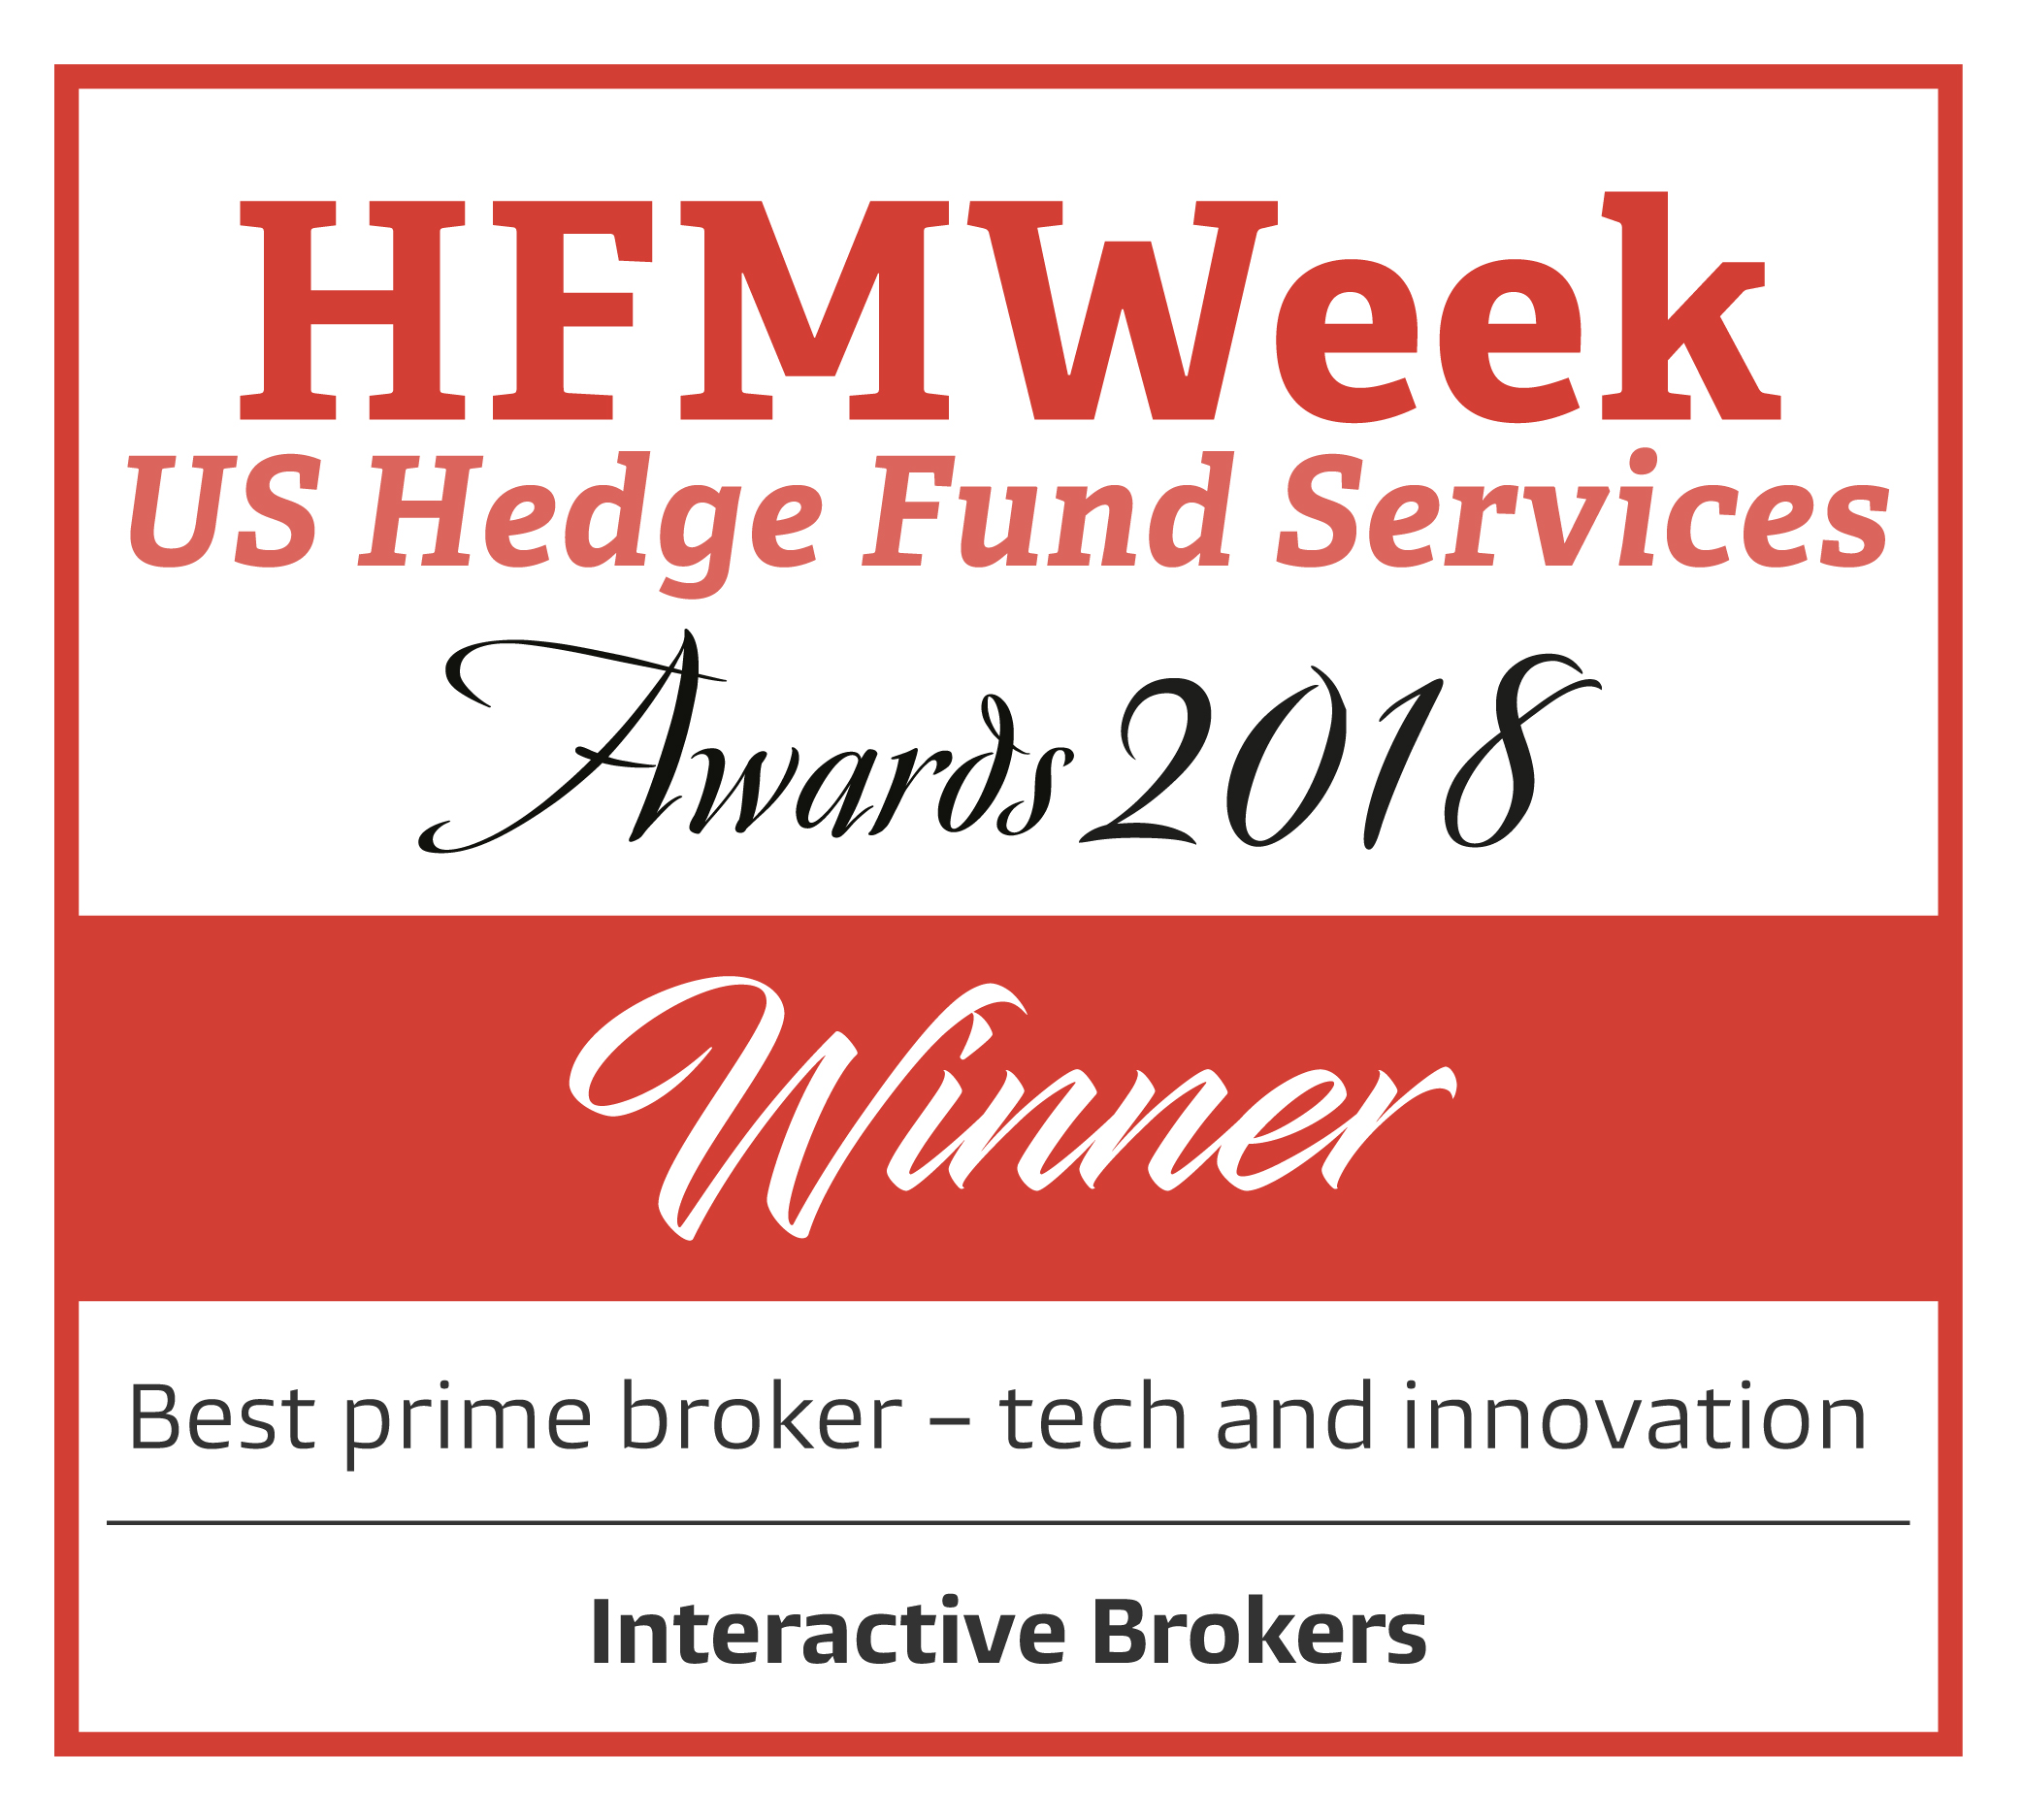 HFMWeek
US Hedge Fund Services
Awards 2018
Winner
Best prime broker – tech and innovation
Interactive Brokers